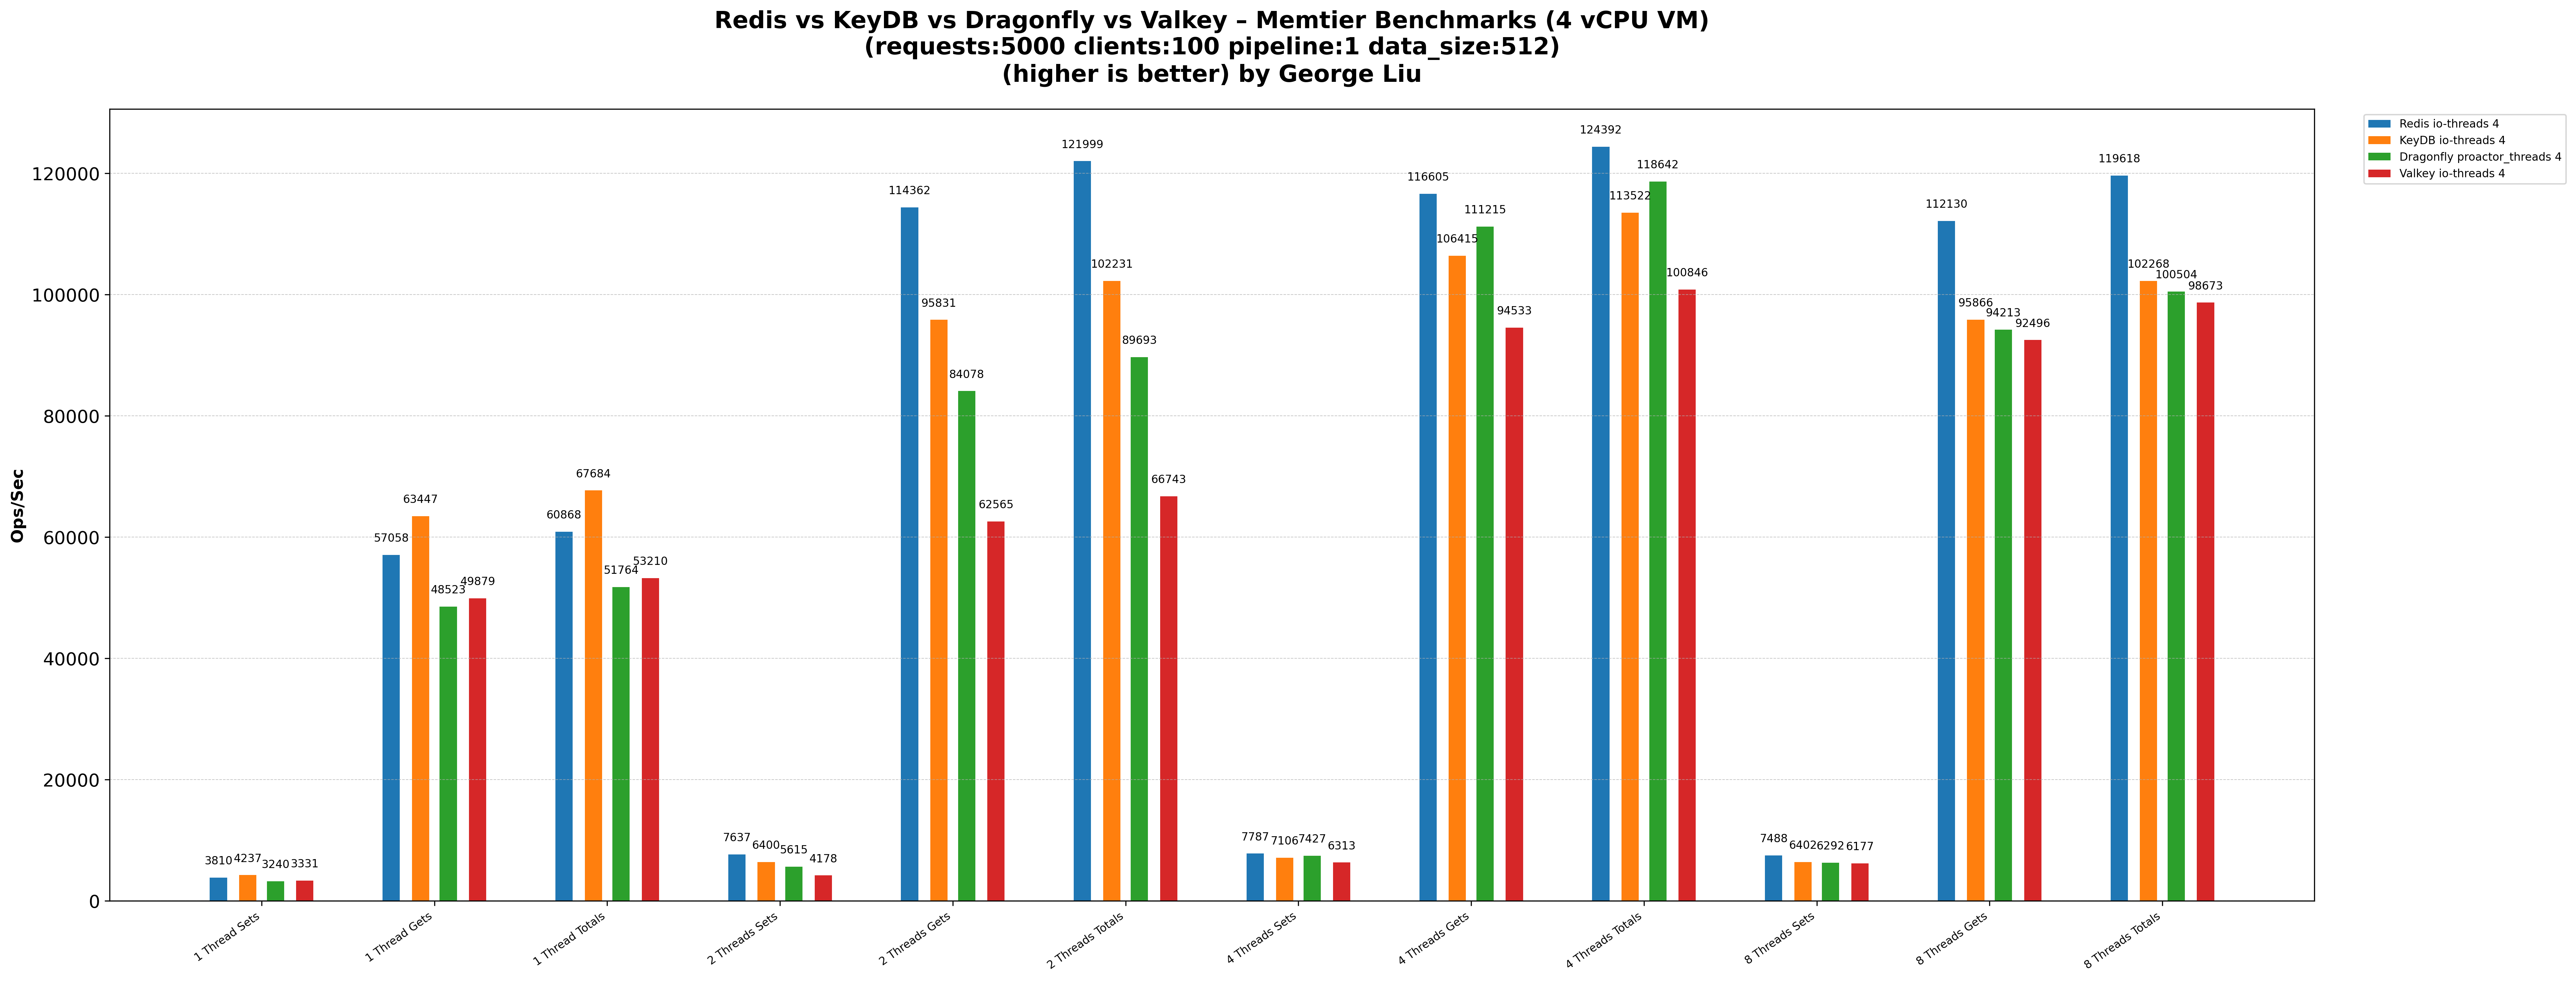 Redis vs KeyDB vs Dragonfly vs Valkey – Memtier Benchmarks (4 vCPU VM)
(requests:5000 clients:100 pipeline:1 data_size:512)
(higher is better) by George Liu
Redis io-threads 4
KeyDB io-threads 4
Dragonfly proactor_threads 4
Valkey io-threads 4
Ops/Sec
120000
100000
80000
60000
40000
20000
0
3810 4237 3240 3331
57058 63447 48523 49879
60868 67684 51764 53210
7637 6400 5615 4178
114362 95831 84078 62565
121999 102231 89693 66743
7787 7106 7427 6313
116605 106415 111215 94533
124392 113522 118642 100846
7488 6402 6292 6177
112130 95866 94213 92496
119618 102268 100504 98673
1 Thread Sets
1 Thread Gets
1 Thread Totals
2 Threads Sets
2 Threads Gets
2 Threads Totals
4 Threads Sets
4 Threads Gets
4 Threads Totals
8 Threads Sets
8 Threads Gets
8 Threads Totals